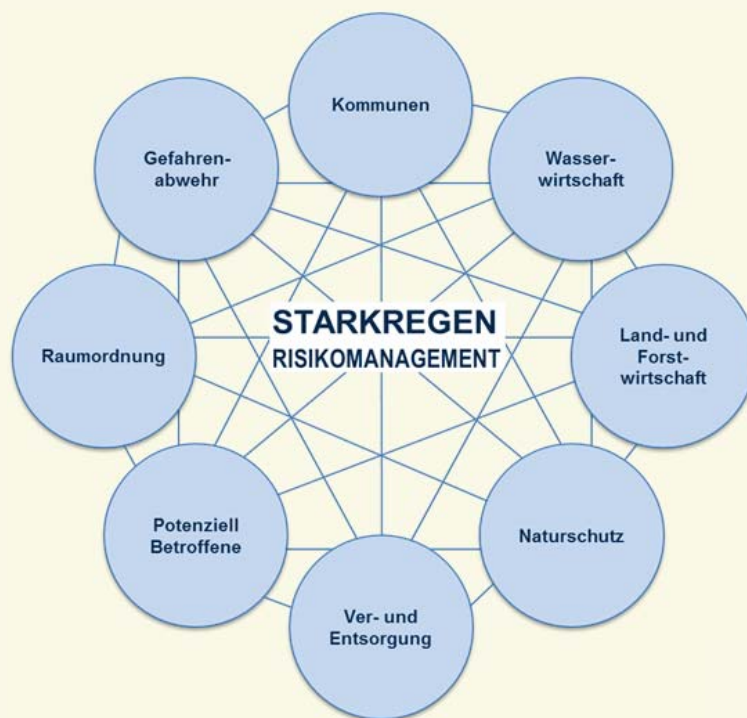 Kommunen
Gefahren-
abwehr
Wasser-
wirtschaft
STARKREGEN
RISIKOMANAGEMENT
Raumordnung
Land- und
Forst-
wirtschaft
Potenziell
Betroffene
Naturschutz
Ver- und
Entsorgung